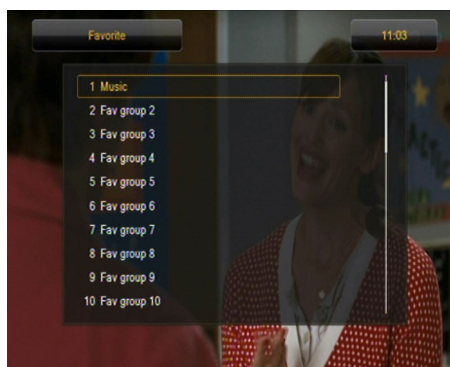 Favorite
11:03
1 Music
2 Fav group 2
3 Fav group 3
4 Fav group 4
5 Fav group 5
6 Fav group 6
7 Fav group 7
8 Fav group 8
9 Fav group 9
10 Fav group 10